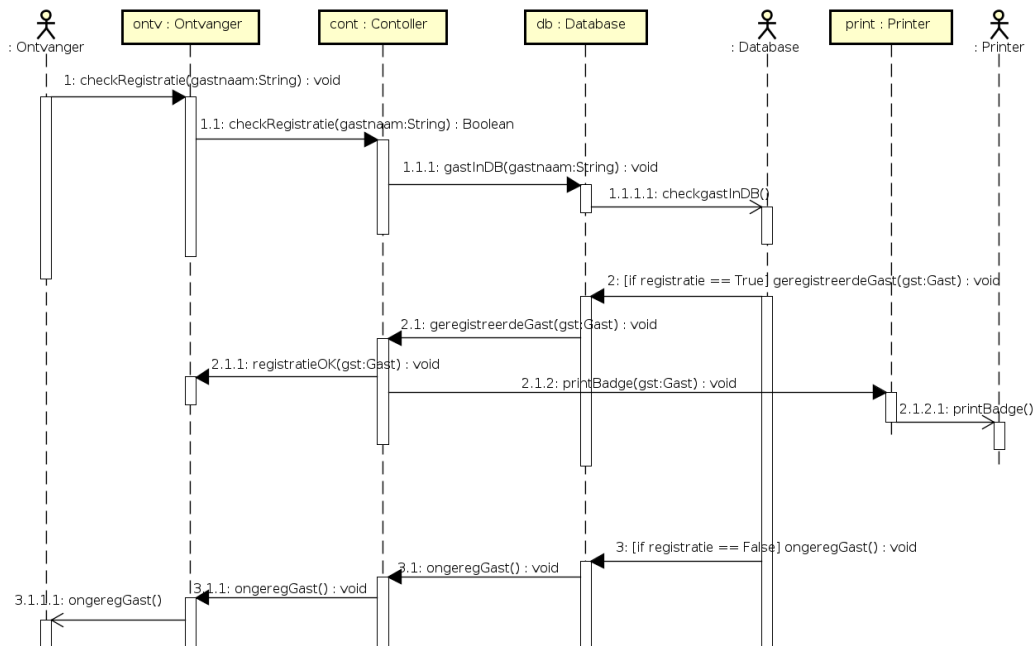 ontv : Ontvanger
cont : Contoller
db : Database
print : Printer
: Ontvanger
: Database
: Printer
1: checkRegistratie(gastnaam:String) : void
1.1: checkRegistratie(gastnaam:String) : Boolean
1.1.1: gastInDB(gastnaam:String) : void
1.1.1.1: checkgastInDB()
2: [if registratie == True] geregistreerdeGast(gst:Gast) : void
2.1: geregistreerdeGast(gst:Gast) : void
2.1.1: registratieOK(gst:Gast) : void
2.1.2: printBadge(gst:Gast) : void
2.1.2.1: printBadge()
3: [if registratie == False] ongeregGast() : void
3.1: ongeregGast() : void
3.1.1: ongeregGast() : void
3.1.1.1: ongeregGast()